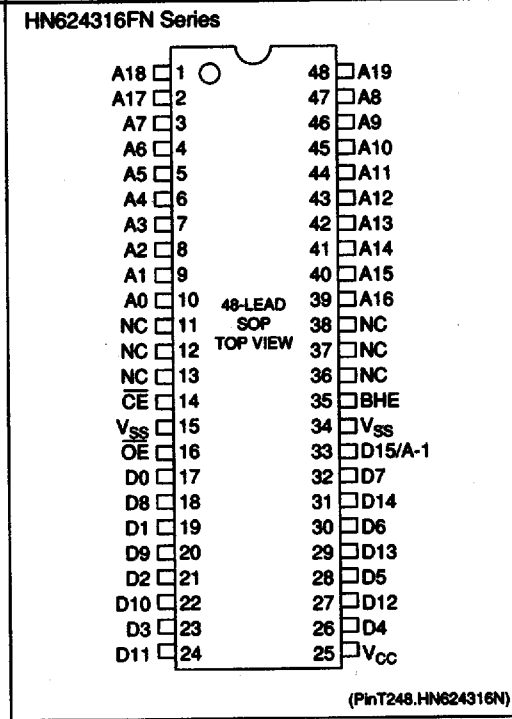 HN624316FN Series
A18 1 48 A19
A17 2 47 A8
A7 3 46 A9
A6 4 45 A10
A5 5 44 A11
A4 6 43 A12
A3 7 42 A13
A2 8 41 A14
A1 9 40 A15
A0 10 39 A16
NC 11 38 NC
NC 12 37 NC
NC 13 36 NC
CE 14 35 BHE
VSS 15 34 VSS
OE 16 33 D15/A-1
D0 17 32 D7
D8 18 31 D14
D1 19 30 D6
D9 20 29 D13
D2 21 28 D5
D10 22 27 D12
D3 23 26 D4
D11 24 25 VCC
48-LEAD
SOP
TOP VIEW
(PinT248.HN624316N)